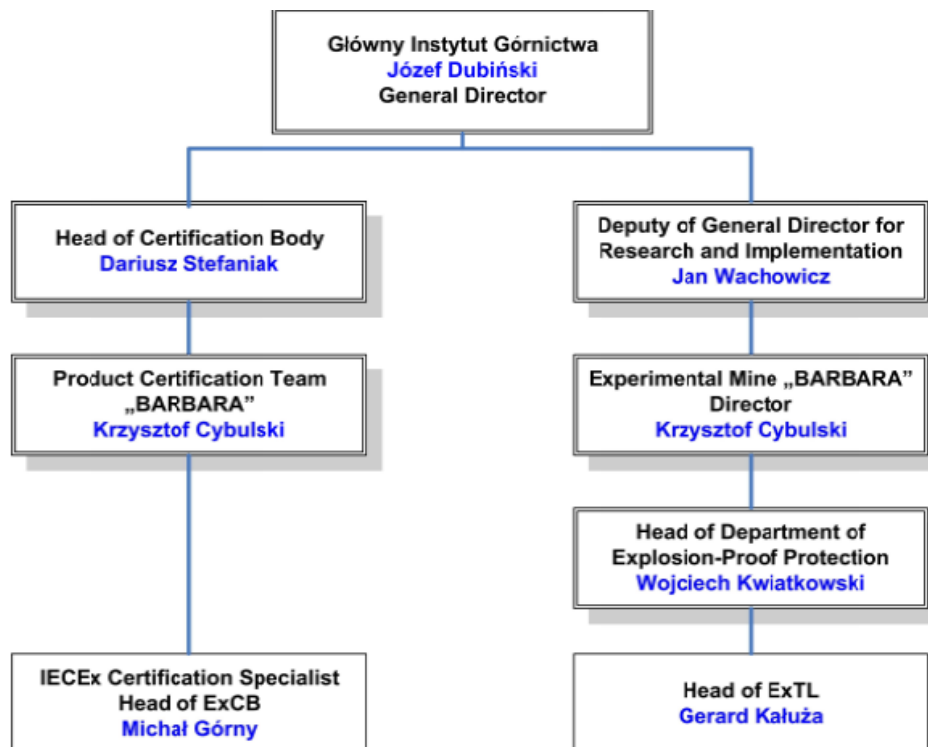 Główny Instytut Górnictwa
Józef Dubiński
General Director
Head of Certification Body
Dariusz Stefaniak
Deputy of General Director for
Research and Implementation
Jan Wachowicz
Product Certification Team
„BARBARA”
Krzysztof Cybulski
Experimental Mine „BARBARA”
Director
Krzysztof Cybulski
Head of Department of
Explosion-Proof Protection
Wojciech Kwiatkowski
IECEx Certification Specialist
Head of ExCB
Michał Górny
Head of ExTL
Gerard Kałuża